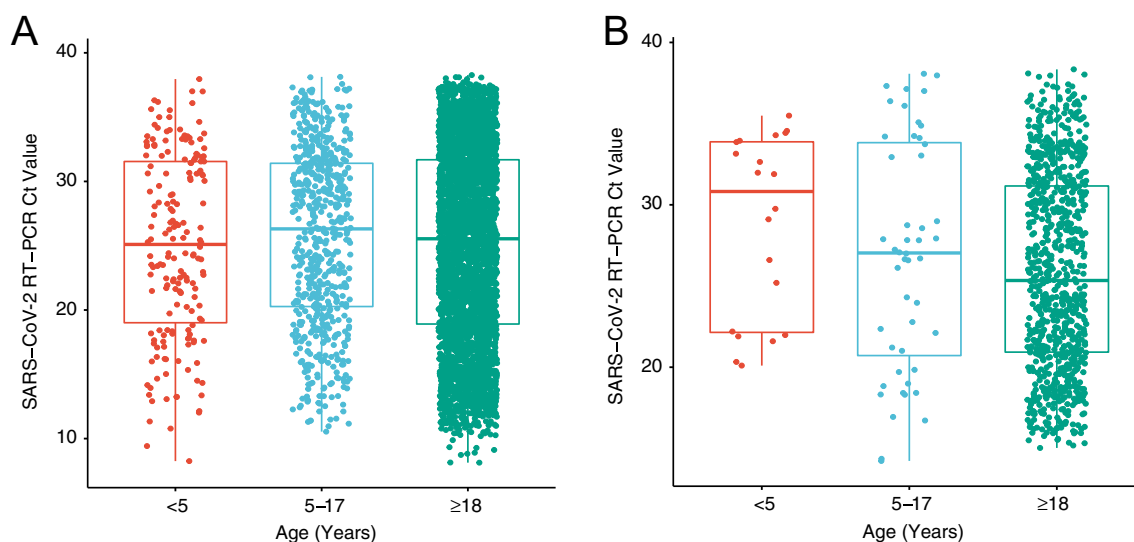 A
SARS−CoV-2 RT−PCR Ct Value
40
30
20
10
<5
5−17
≥18
Age (Years)
B
SARS−CoV-2 RT−PCR Ct Value
40
30
20
<5
5−17
≥18
Age (Years)